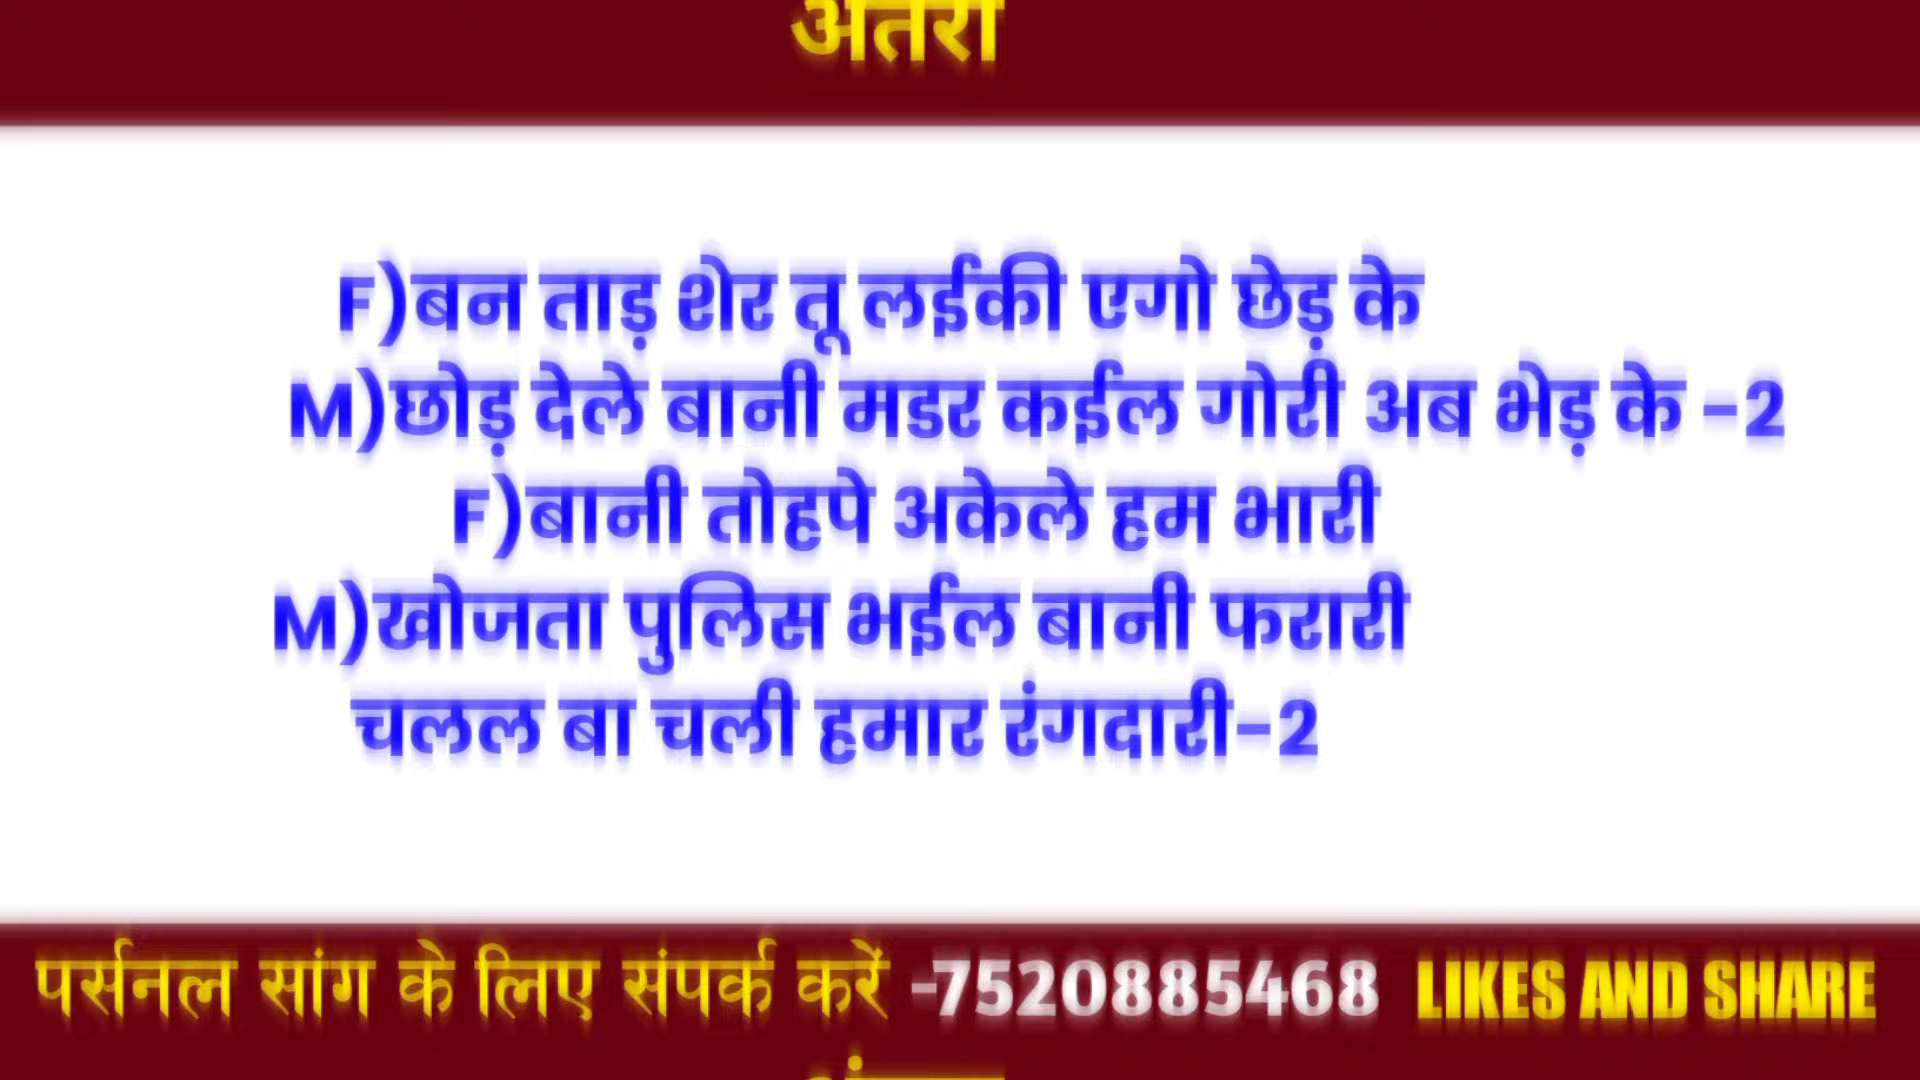 अंतरा
F)बन ताड़ शेर तू लईकी एगो छेड़ के
M)छोड़ देले बानी मडर कईल गोरी अब भेड़ के -2
F)बानी तोहपे अकेले हम भारी
M)खोजता पुलिस भईल बानी फरारी
चलल बा चली हमार रंगदारी-2
पर्सनल सांग के लिए संपर्क करें -7520885468 LIKES AND SHARE